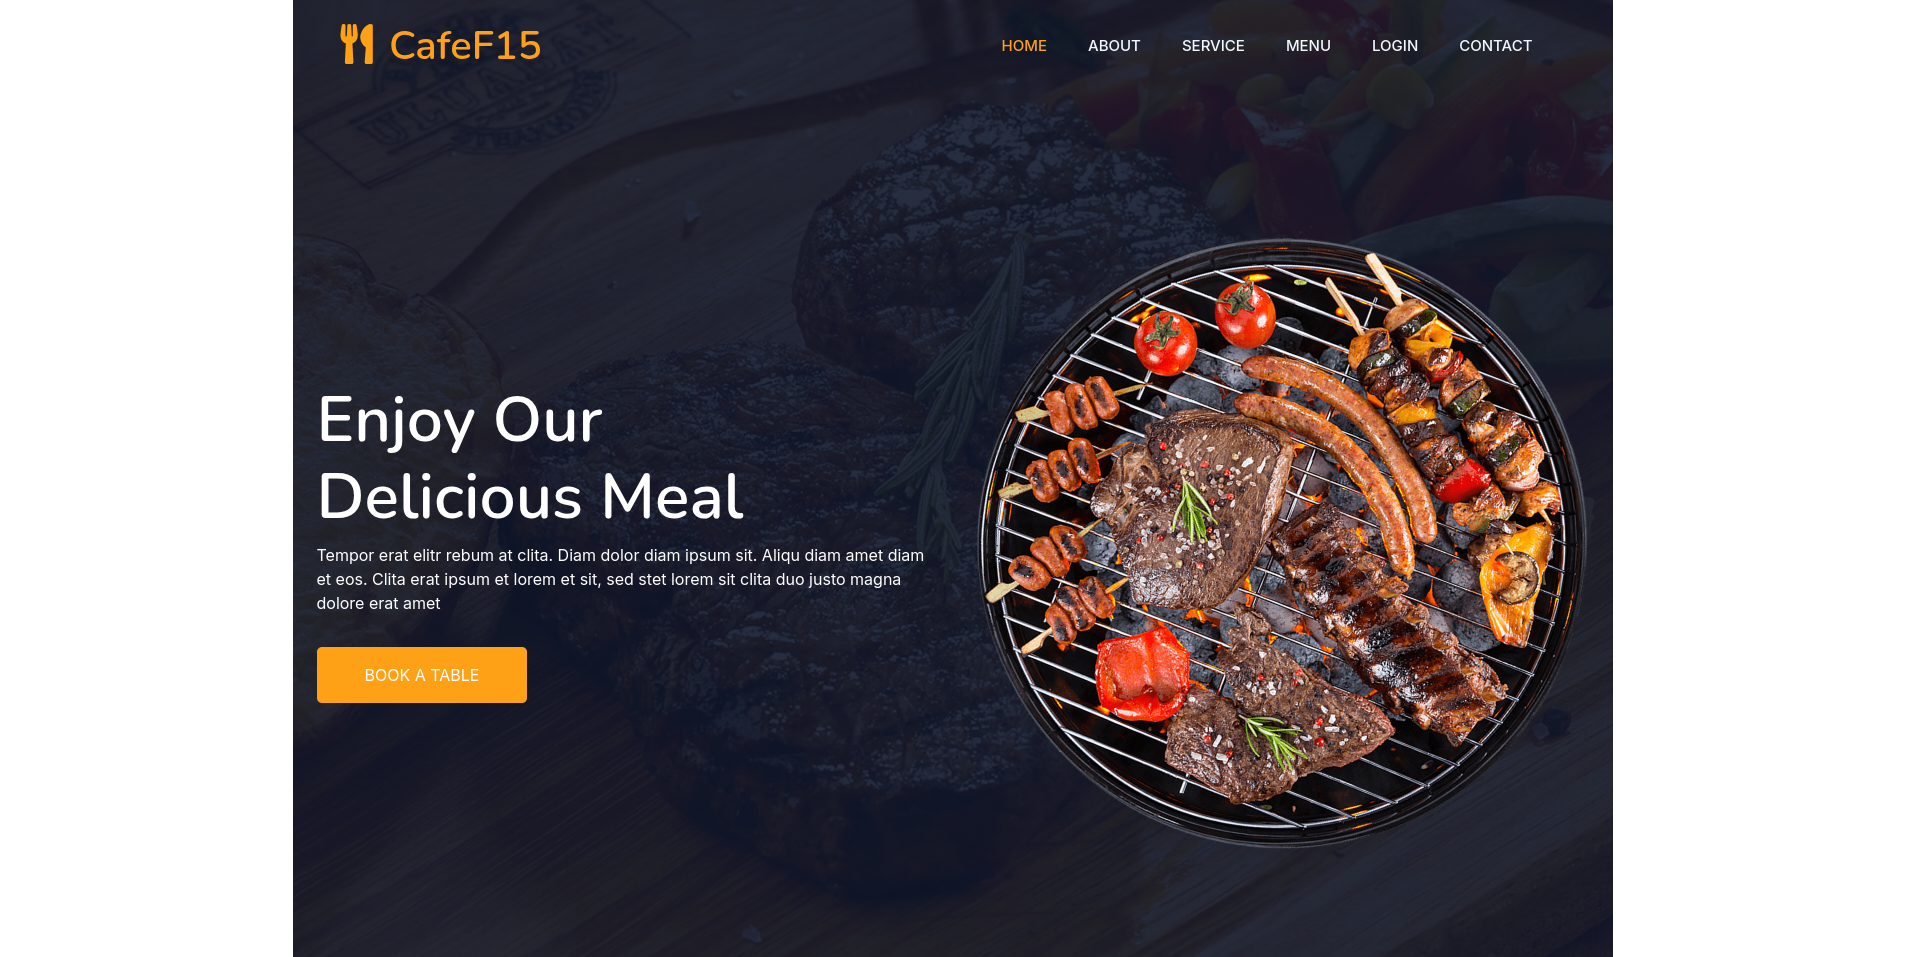 CafeF15
HOME ABOUT SERVICE MENU LOGIN CONTACT
Enjoy Our
Delicious Meal
Tempor erat elitr rebum at clita. Diam dolor diam ipsum sit. Aliqu diam amet diam
et eos. Clita erat ipsum et lorem et sit, sed stet lorem sit clita duo justo magna
dolore erat amet
BOOK A TABLE